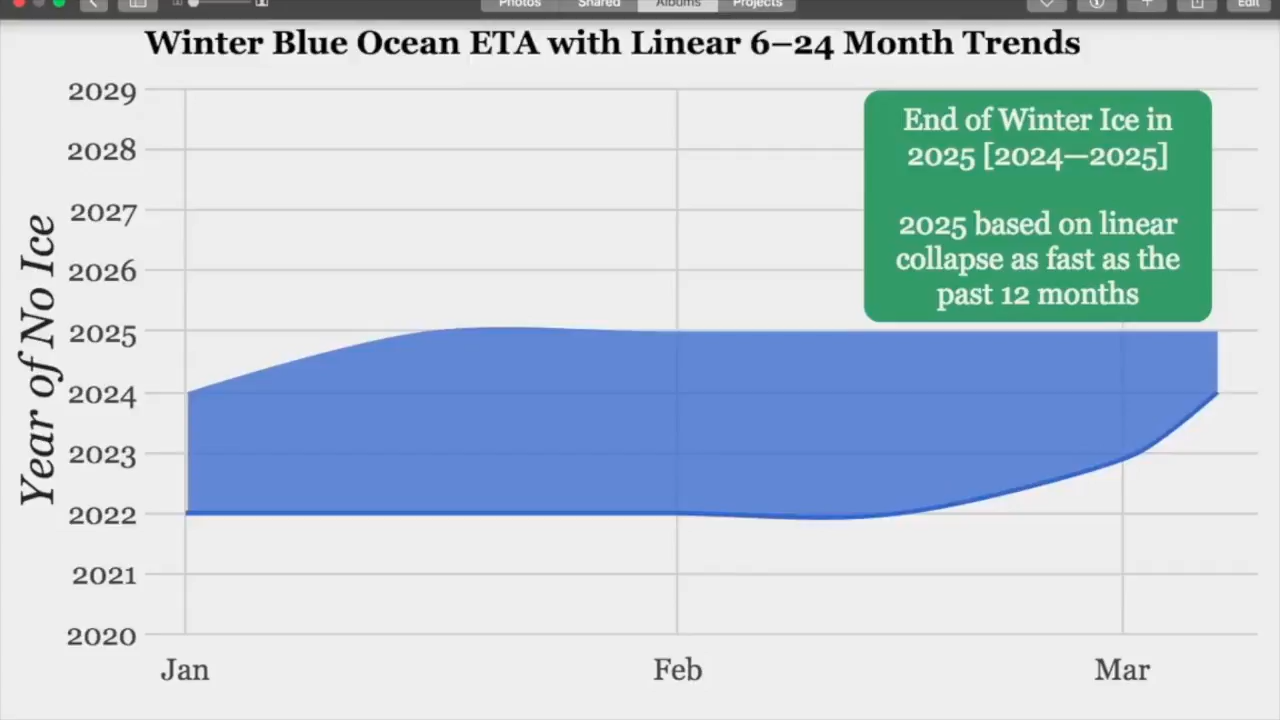 Photos Shared Albums Projects Edit
Winter Blue Ocean ETA with Linear 6–24 Month Trends
Year of No Ice
2029
2028
2027
2026
2025
2024
2023
2022
2021
2020
End of Winter Ice in
2025 [2024—2025]
2025 based on linear
collapse as fast as the
past 12 months
Jan Feb Mar